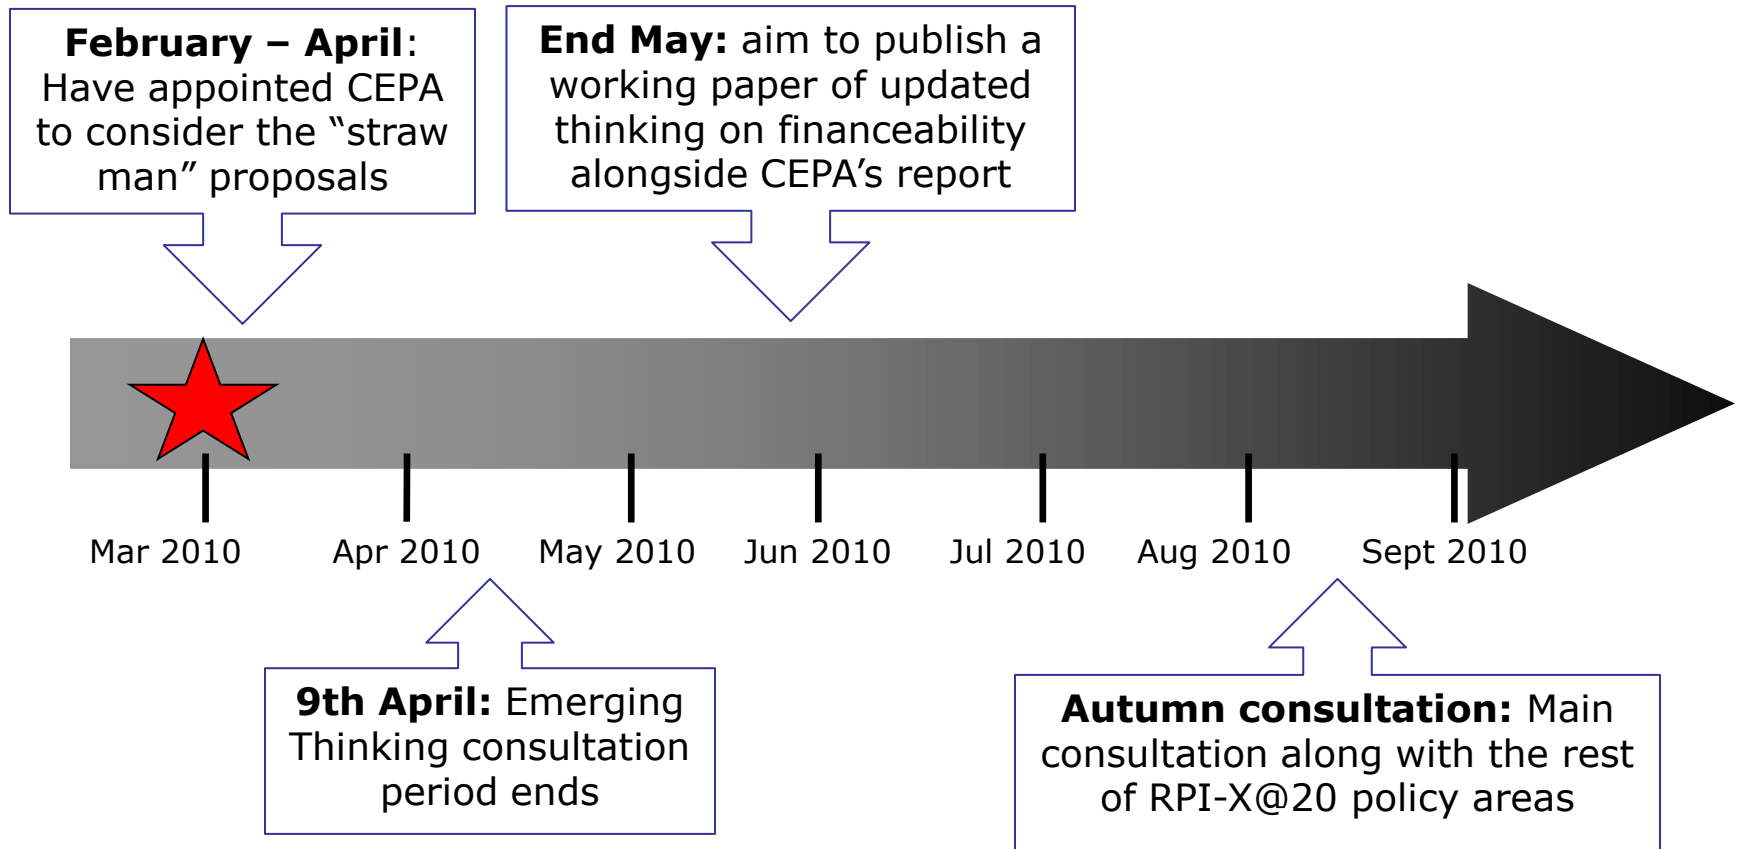 February – April:
Have appointed CEPA
to consider the “straw
man” proposals
End May: aim to publish a
working paper of updated
thinking on financeability
alongside CEPA’s report
Mar 2010
Apr 2010
May 2010
Jun 2010
Jul 2010
Aug 2010
Sept 2010
9th April: Emerging
Thinking consultation
period ends
Autumn consultation: Main
consultation along with the rest
of RPI-X@20 policy areas